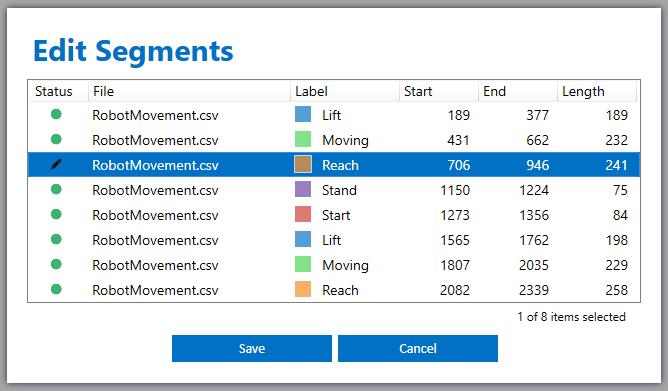 Edit Segments
Status File Label Start End Length
RobotMovement.csv Lift 189 377 189
RobotMovement.csv Moving 431 662 232
RobotMovement.csv Reach 706 946 241
RobotMovement.csv Stand 1150 1224 75
RobotMovement.csv Start 1273 1356 84
RobotMovement.csv Lift 1565 1762 198
RobotMovement.csv Moving 1807 2035 229
RobotMovement.csv Reach 2082 2339 258
1 of 8 items selected
Save Cancel